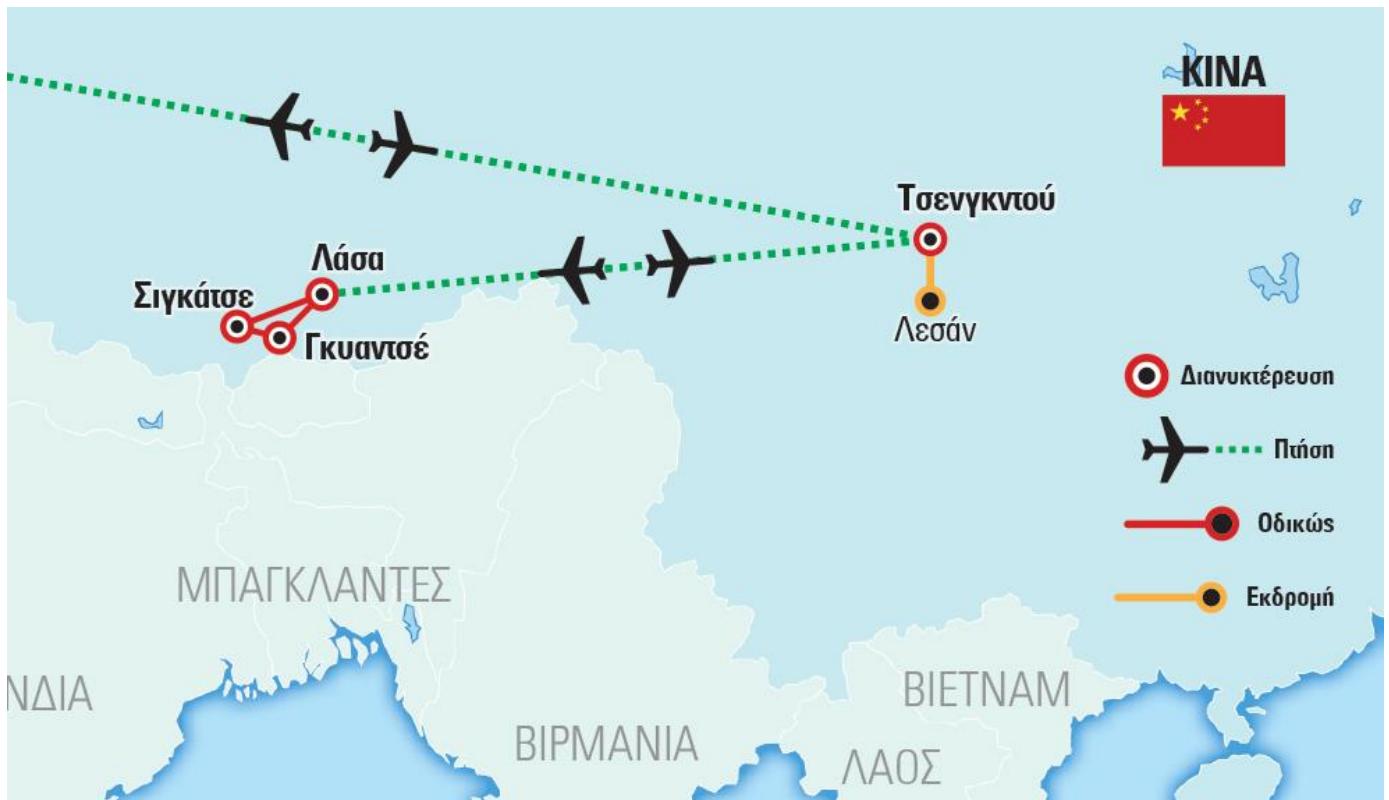 ΚΙΝΑ
Τσενγκντού
Λάσα
Σιγκάτσε
Γκυαντσέ
Λεσάν
Διανυκτέρευση
Πτήση
Οδικώς
Εκδρομή
ΜΠΑΓΚΛΑΝΤΕΣ
ΝΔΙΑ
ΒΙΕΤΝΑΜ
ΒΙΡΜΑΝΙΑ
ΛΑΟΣ